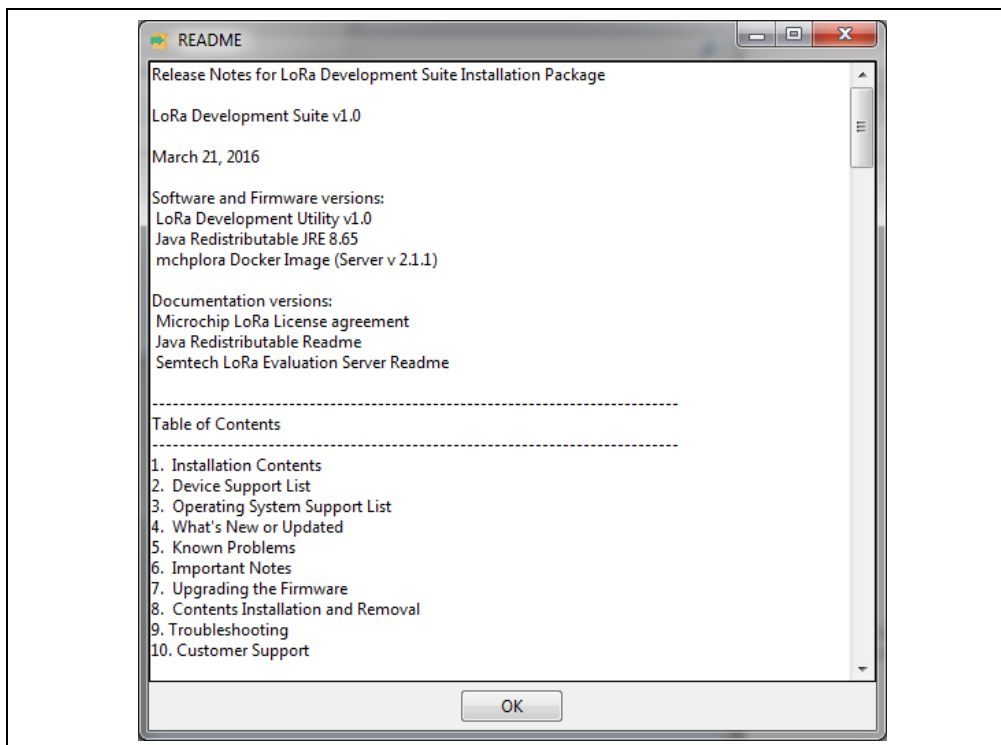 README
Release Notes for LoRa Development Suite Installation Package
LoRa Development Suite v1.0
March 21, 2016
Software and Firmware versions:
LoRa Development Utility v1.0
Java Redistributable JRE 8.65
mchplora Docker Image (Server v 2.1.1)
Documentation versions:
Microchip LoRa License agreement
Java Redistributable Readme
Semtech LoRa Evaluation Server Readme
-------------------------------------------------------------------------------
Table of Contents
-------------------------------------------------------------------------------
1.  Installation Contents
2.  Device Support List
3.  Operating System Support List
4.  What's New or Updated
5.  Known Problems
6.  Important Notes
7.  Upgrading the Firmware
8.  Contents Installation and Removal
9. Troubleshooting
10. Customer Support
OK